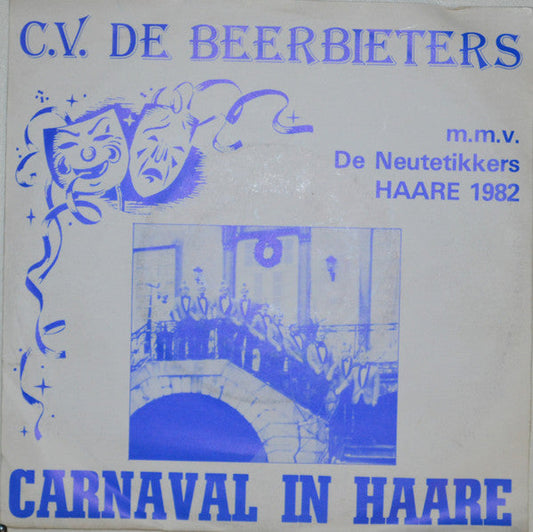 C.V. DE BEERBIETERS
m.m.v.
De Neutetikkers
HAARE 1982
CARNAVAL IN HAARE